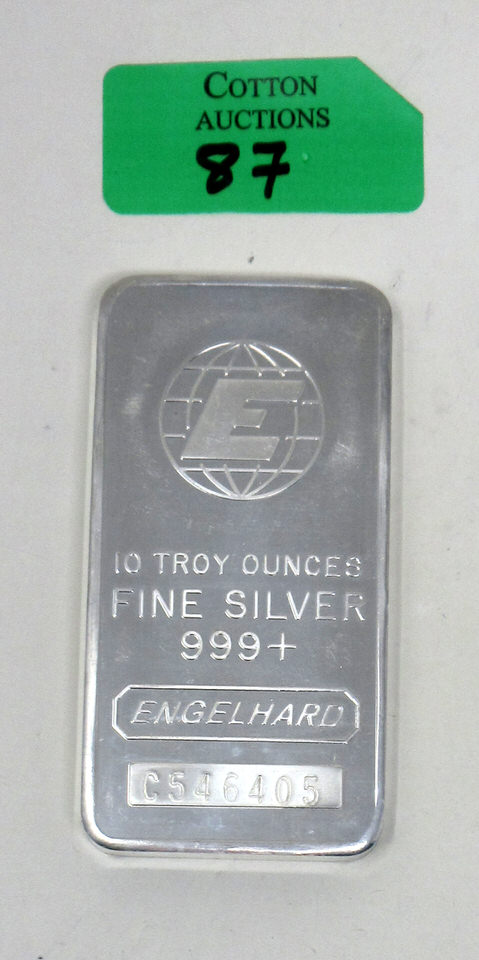 COTTON
AUCTIONS
87
E
10 TROY OUNCES
FINE SILVER
999+
ENGELHARD
C546405